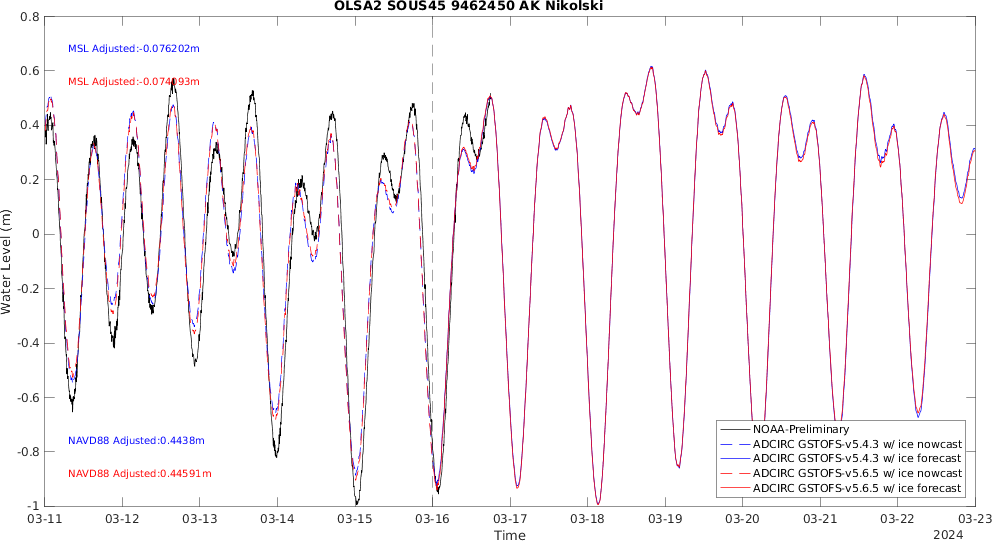 OLSA2 SOUS45 9462450 AK Nikolski
0.8
0.6
0.4
0.2
0
-0.2
-0.4
-0.6
-0.8
-1
Water Level (m)
MSL Adjusted:-0.076202m
MSL Adjusted:-0.074093m
NAVD88 Adjusted:0.4438m
NAVD88 Adjusted:0.44591m
NOAA-Preliminary
ADCIRC GSTOFS-v5.4.3 w/ ice nowcast
ADCIRC GSTOFS-v5.4.3 w/ ice forecast
ADCIRC GSTOFS-v5.6.5 w/ ice nowcast
ADCIRC GSTOFS-v5.6.5 w/ ice forecast
03-11 03-12 03-13 03-14 03-15 03-16 03-17 03-18 03-19 03-20 03-21 03-22 03-23
Time
2024